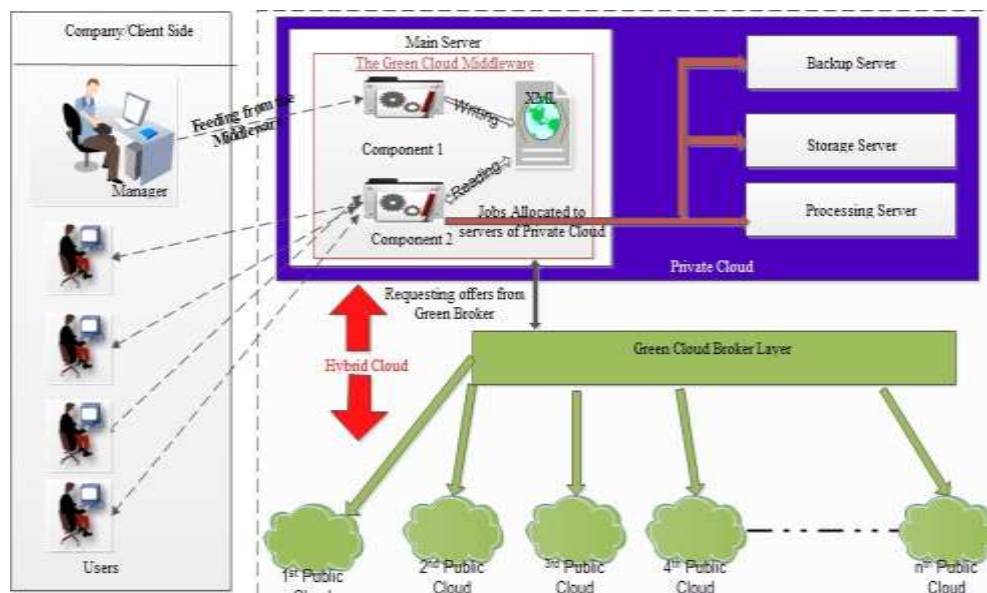 Company/Client Side
Manager
Users
Feeding from the
Middleware
Main Server
The Green Cloud Middleware
Component 1
Writing
XML
Reading
Component 2
Jobs Allocated to
servers of Private Cloud
Backup Server
Storage Server
Processing Server
Private Cloud
Requesting offers from
Green Broker
Hybrid Cloud
Green Cloud Broker Layer
1st Public
Cloud
2nd Public
Cloud
3rd Public
Cloud
4th Public
Cloud
nth Public
Cloud